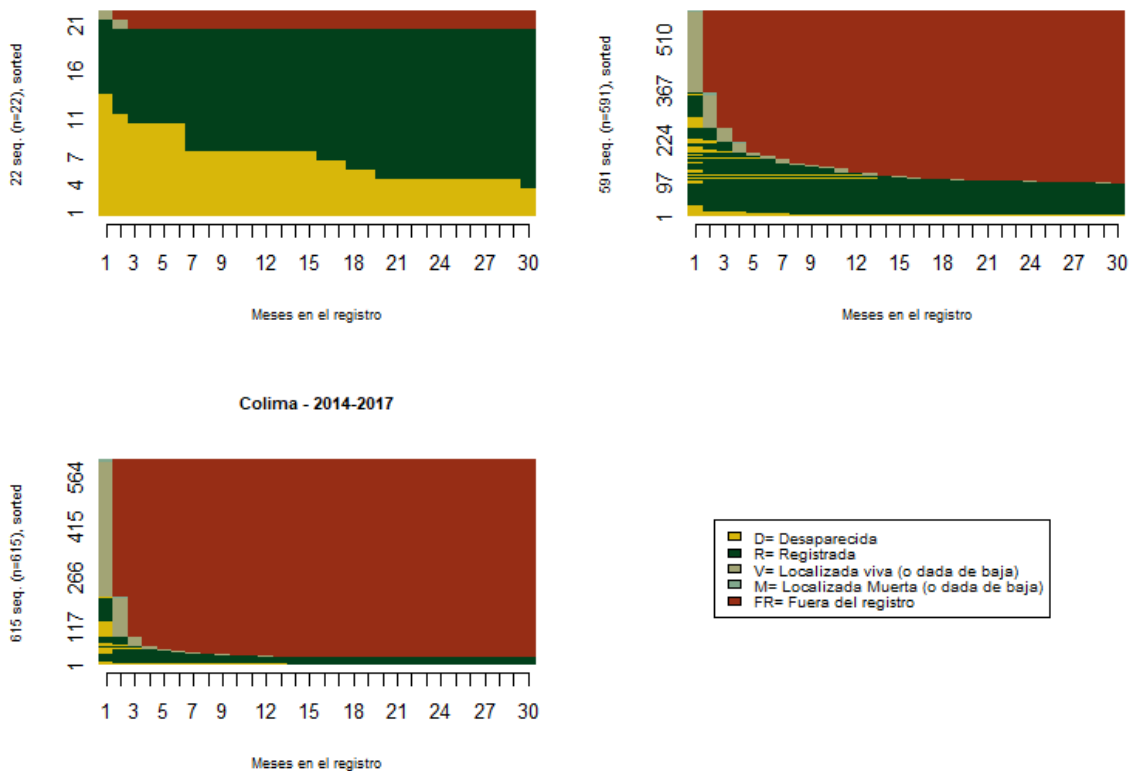 22 seq. (n=22), sorted
21
16
11
7
4
1
1 3 5 7 9 12 15 18 21 24 27 30
Meses en el registro
591 seq. (n=591), sorted
510
367
224
97
1
1 3 5 7 9 12 15 18 21 24 27 30
Meses en el registro
Colima - 2014-2017
615 seq. (n=615), sorted
564
415
266
117
1
1 3 5 7 9 12 15 18 21 24 27 30
Meses en el registro
D= Desaparecida
R= Registrada
V= Localizada viva (o dada de baja)
M= Localizada Muerta (o dada de baja)
FR= Fuera del registro